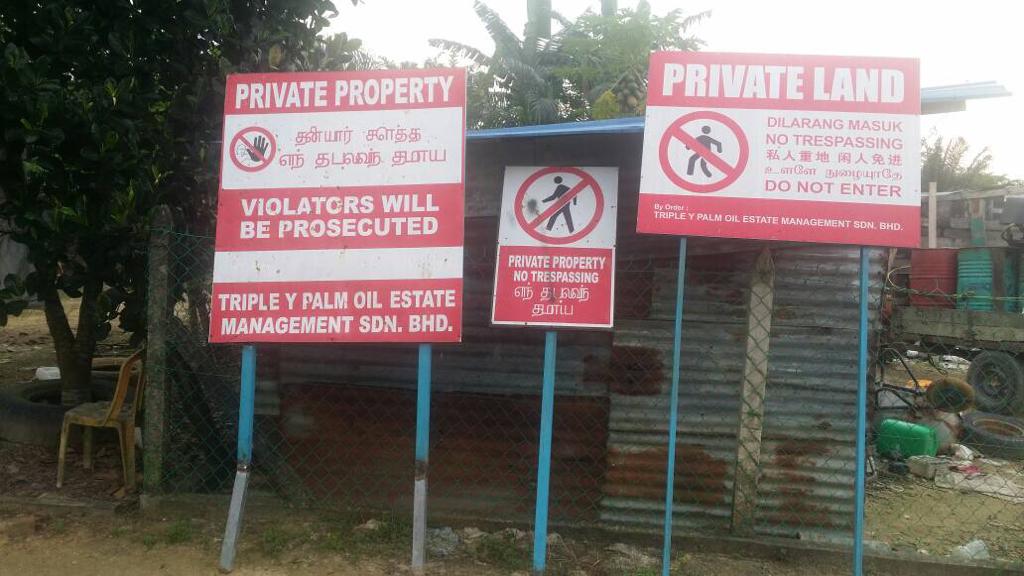 PRIVATE PROPERTY
தனியார் சொத்த
VIOLATORS WILL
BE PROSECUTED
TRIPLE Y PALM OIL ESTATE
MANAGEMENT SDN. BHD.
PRIVATE PROPERTY
NO TRESPASSING
PRIVATE LAND
DILARANG MASUK
NO TRESPASSING
私人重地 闲人免进
உள்ளே நுழையாதே
DO NOT ENTER
By Order :
TRIPLE Y PALM OIL ESTATE MANAGEMENT SDN. BHD.